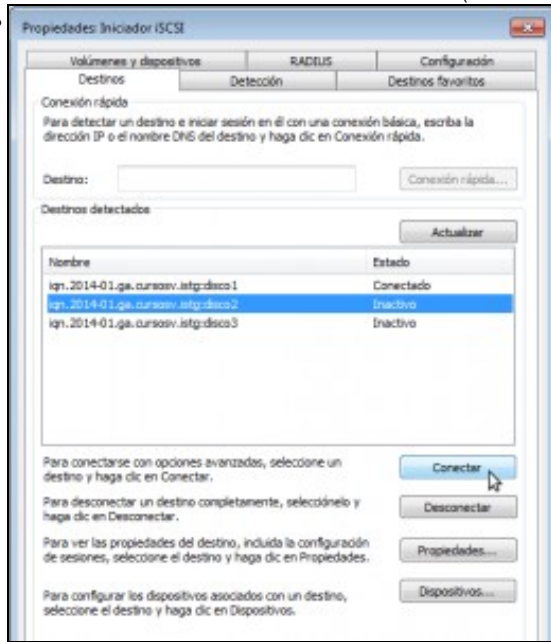 Propiedades: Iniciador iSCSI
Volúmenes y dispositivos RADIUS Configuración
Destinos Detección Destinos favoritos
Conexión rápida
Para detectar un destino e iniciar sesión en él con una conexión básica, escriba la
dirección IP o el nombre DNS del destino y haga clic en Conexión rápida.
Destino: Conexión rápida...
Destinos detectados
Actualizar
Nombre Estado
iqn.2014-01.ga.cursosv.istg:disco1 Conectado
iqn.2014-01.ga.cursosv.istg:disco2 Inactivo
iqn.2014-01.ga.cursosv.istg:disco3 Inactivo
Para conectarse con opciones avanzadas, seleccione un Conectar
destino y haga clic en Conectar.
Para desconectar un destino completamente, selecciónelo y Desconectar
haga clic en Desconectar.
Para ver las propiedades del destino, incluida la configuración Propiedades...
de sesiones, seleccione el destino y haga clic en Propiedades.
Para configurar los dispositivos asociados con un destino, Dispositivos...
seleccione el destino y haga clic en Dispositivos.